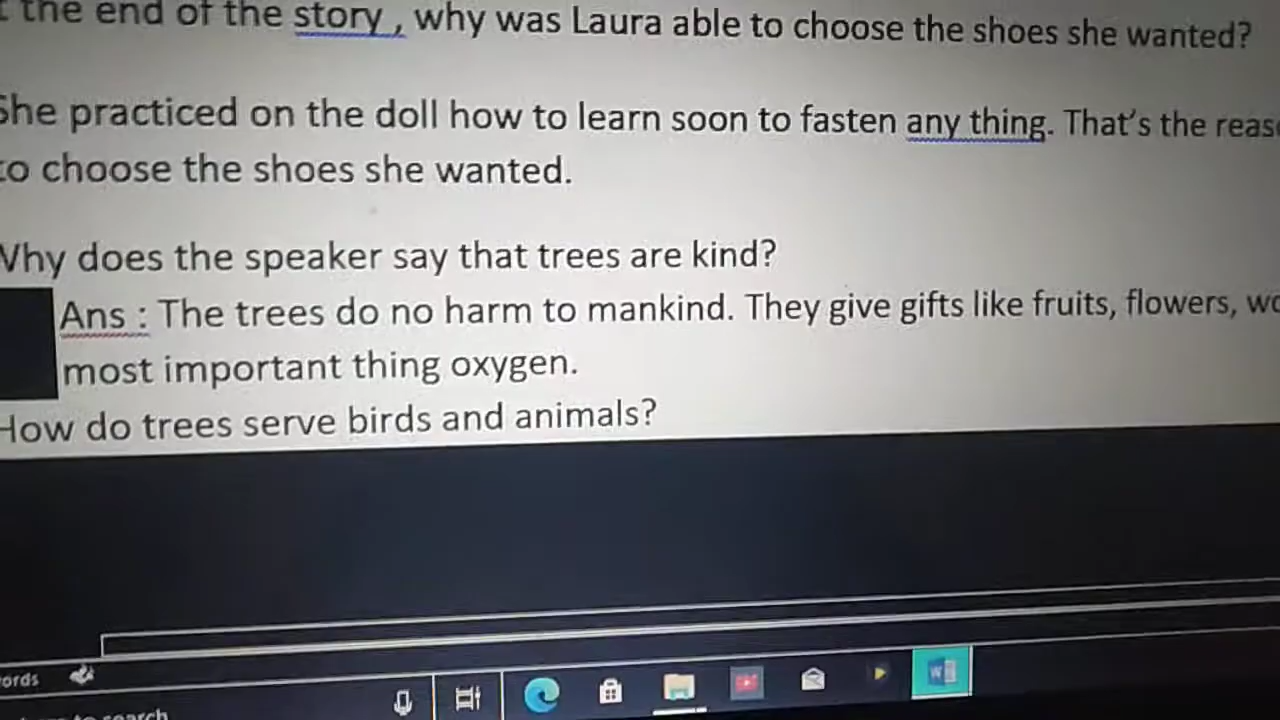 the end of the story , why was Laura able to choose the shoes she wanted?
She practiced on the doll how to learn soon to fasten any thing. That's the
to choose the shoes she wanted.
Why does the speaker say that trees are kind?
Ans : The trees do no harm to mankind. They give gifts like fruits, flowers,
most important thing oxygen.
How do trees serve birds and animals?
to search